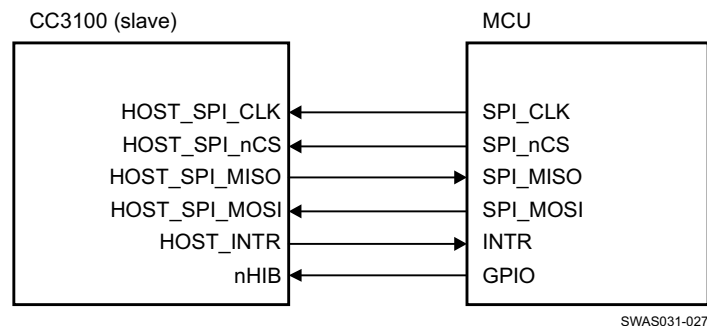 CC3100 (slave) MCU
HOST_SPI_CLK SPI_CLK
HOST_SPI_nCS SPI_nCS
HOST_SPI_MISO SPI_MISO
HOST_SPI_MOSI SPI_MOSI
HOST_INTR INTR
nHIB GPIO
SWAS031-027